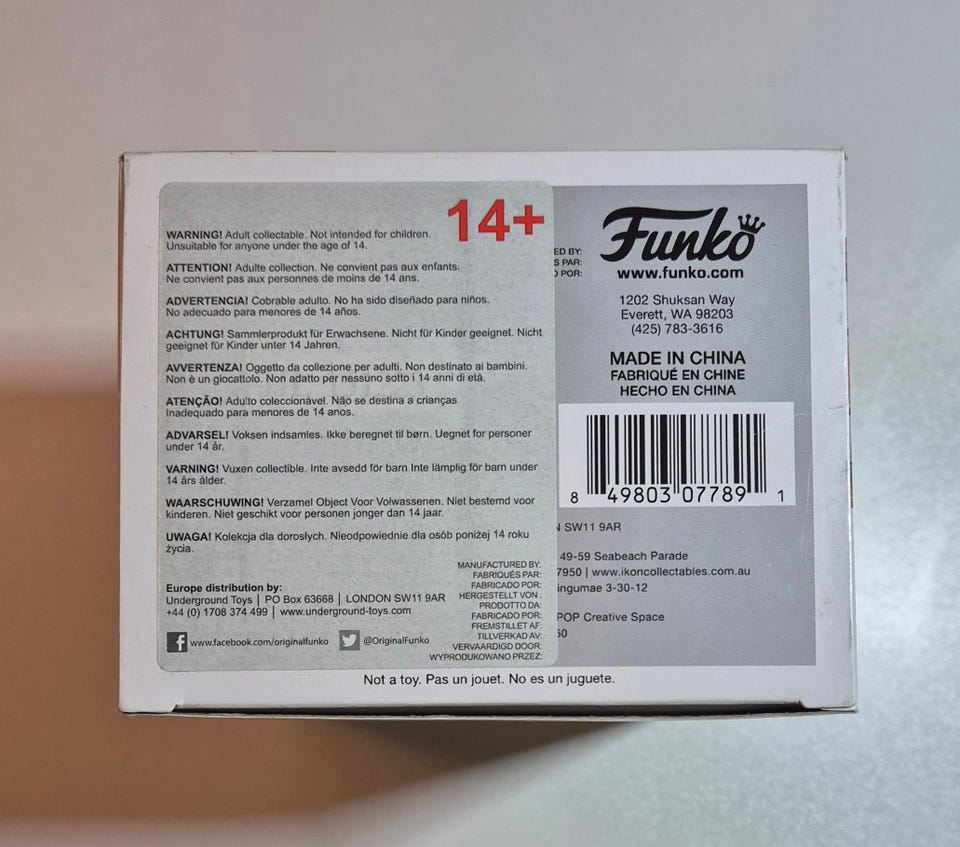 14+
WARNING! Adult collectable. Not intended for children.
Unsuitable for anyone under the age of 14.
ATTENTION! Adulte collection. Ne convient pas aux enfants.
Ne convient pas aux personnes de moins de 14 ans.
ADVERTENCIA! Cobrable adulto. No ha sido diseñado para niños.
No adecuado para menores de 14 años.
ACHTUNG! Sammlerprodukt für Erwachsene. Nicht für Kinder geeignet. Nicht
geeignet für Kinder unter 14 Jahren.
AVVERTENZA! Oggetto da collezione per adulti. Non destinato ai bambini.
Non è un giocattolo. Non adatto per nessuno sotto i 14 anni di età.
ATENÇÃO! Adulto coleccionável. Não se destina a crianças
Inadequado para menores de 14 anos.
ADVARSEL! Voksen indsamles. Ikke beregnet til børn. Uegnet for personer
under 14 år.
VARNING! Vuxen collectible. Inte avsedd för barn Inte lämplig för barn under
14 års ålder.
WAARSCHUWING! Verzamel Object Voor Volwassenen. Niet bestemd voor
kinderen. Niet geschikt voor personen jonger dan 14 jaar.
UWAGA! Kolekcja dla dorosłych. Nieodpowiednie dla osób poniżej 14 roku
życia.
Europe distribution by:
Underground Toys | PO Box 63668 | LONDON SW11 9AR
+44 (0) 1708 374 499 | www.underground-toys.com
www.facebook.com/originalfunko @OriginalFunko
MANUFACTURED BY:
FABRIQUÉS PAR:
FABRICADO POR:
HERGESTELLT VON :
PRODOTTO DA:
FABRICADO POR:
FREMSTILLET AF:
TILLVERKAD AV:
VERVAARDIGD DOOR:
WYPRODUKOWANO PRZEZ:
ED BY:
S PAR:
POR:
Funko
www.funko.com
1202 Shuksan Way
Everett, WA 98203
(425) 783-3616
MADE IN CHINA
FABRIQUÉ EN CHINE
HECHO EN CHINA
8 49803 07789 1
SW11 9AR
49-59 Seabeach Parade
7950 | www.ikoncollectables.com.au
ingumae 3-30-12
POP Creative Space
60
Not a toy. Pas un jouet. No es un juguete.